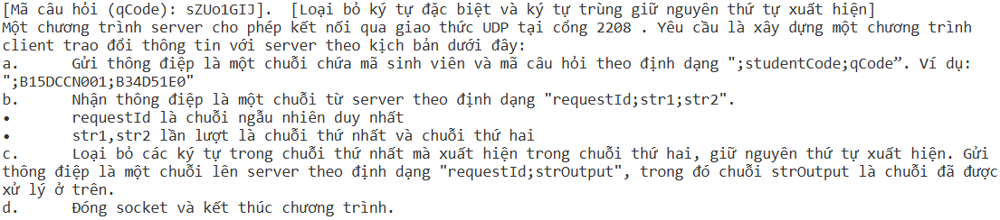 [Mã câu hỏi (qCode): sZUo1GIJ].  [Loại bỏ ký tự đặc biệt và ký tự trùng giữ nguyên thứ tự xuất hiện]
Một chương trình server cho phép kết nối qua giao thức UDP tại cổng 2208 . Yêu cầu là xây dựng một chương trình
client trao đổi thông tin với server theo kịch bản dưới đây:
a.	Gửi thông điệp là một chuỗi chứa mã sinh viên và mã câu hỏi theo định dạng ";studentCode;qCode”. Ví dụ:
";B15DCCN001;B34D51E0"
b.	Nhận thông điệp là một chuỗi từ server theo định dạng "requestId;str1;str2".
•	requestId là chuỗi ngẫu nhiên duy nhất
•	str1,str2 lần lượt là chuỗi thứ nhất và chuỗi thứ hai
c.	Loại bỏ các ký tự trong chuỗi thứ nhất mà xuất hiện trong chuỗi thứ hai, giữ nguyên thứ tự xuất hiện. Gửi
thông điệp là một chuỗi lên server theo định dạng "requestId;strOutput", trong đó chuỗi strOutput là chuỗi đã được
xử lý ở trên.
d.	Đóng socket và kết thúc chương trình.